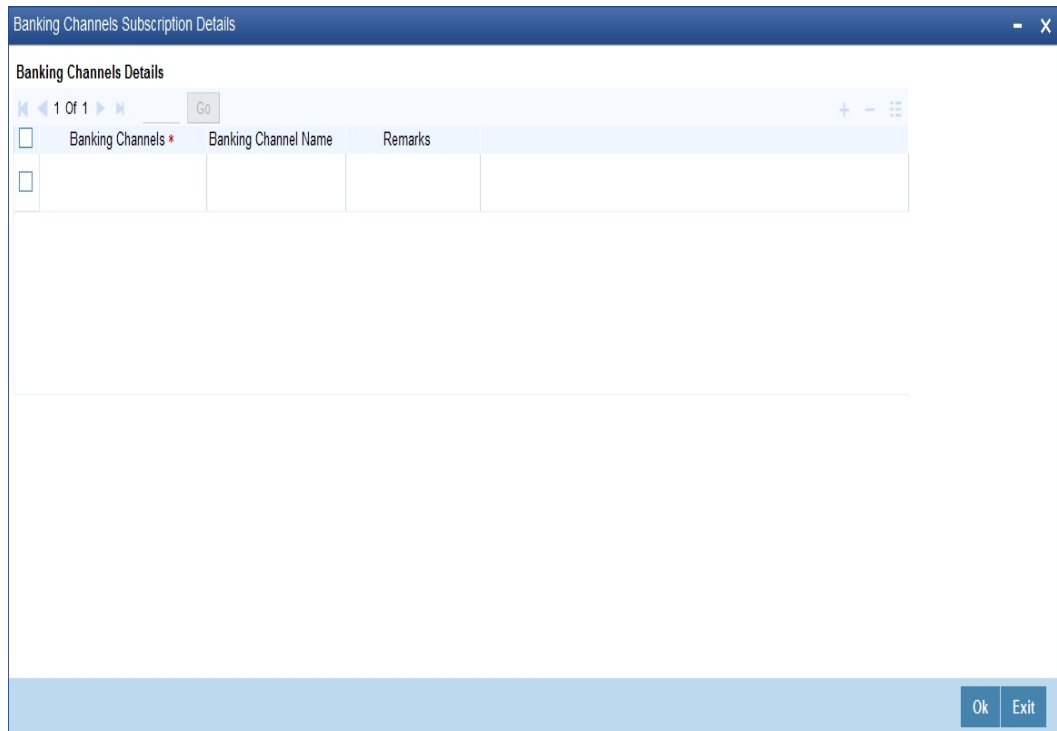 Banking Channels Subscription Details
Banking Channels Details
1 Of 1 Go
Banking Channels * Banking Channel Name Remarks
Ok Exit